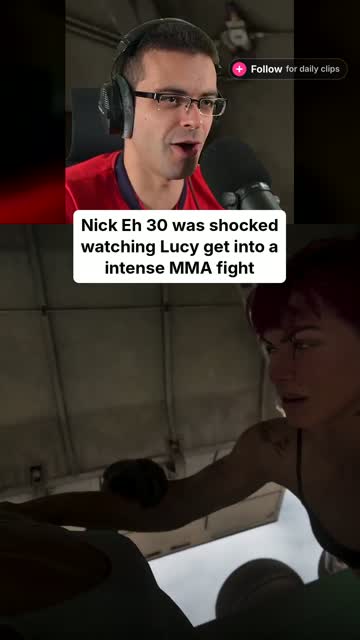 Follow for daily clips
Nick Eh 30 was shocked
watching Lucy get into a
intense MMA fight